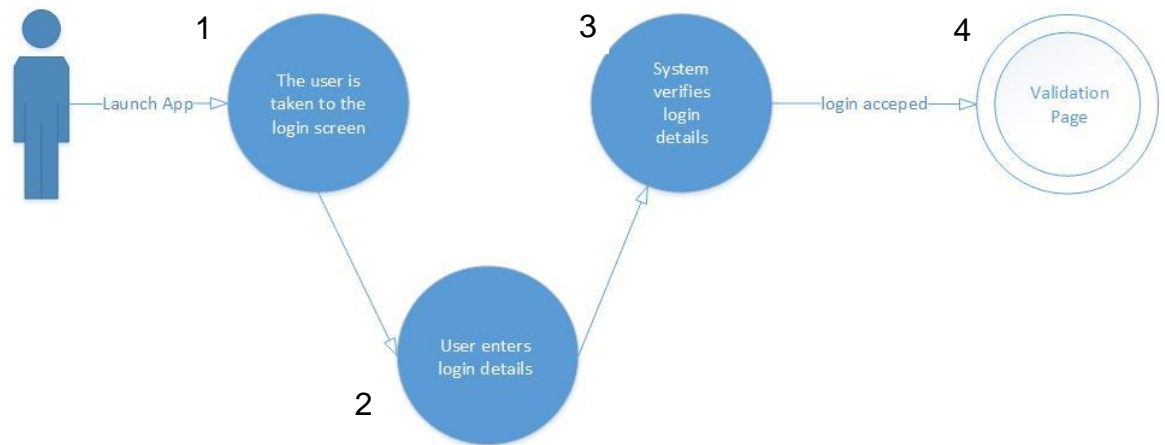 1
Launch App
The user is
taken to the
login screen
2
User enters
login details
3
System
verifies
login
details
login acceped
4
Validation
Page